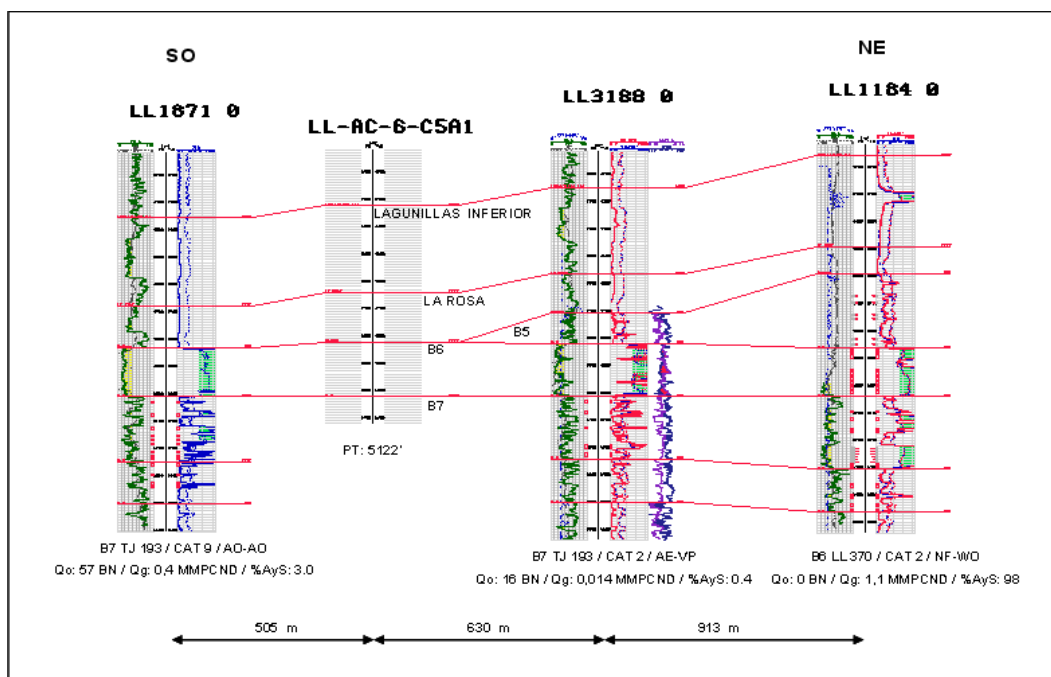 SO
NE
LL1871 0
LL-AC-6-C5A1
LL3188 0
LL1184 0
LAGUNILLAS INFERIOR
LA ROSA
B5
B6
B7
PT: 5122'
B7 TJ 193 / CAT 9 / AO-AO
Qo: 57 BN / Qg: 0,4 MMPCND / %AyS: 3.0
B7 TJ 193 / CAT 2 / AE-VP
Qo: 16 BN / Qg: 0,014 MMPCND / %AyS: 0.4
B6 LL370 / CAT 2 / NF-WO
Qo: 0 BN / Qg: 1,1 MMPCND / %AyS: 98
505 m
630 m
913 m